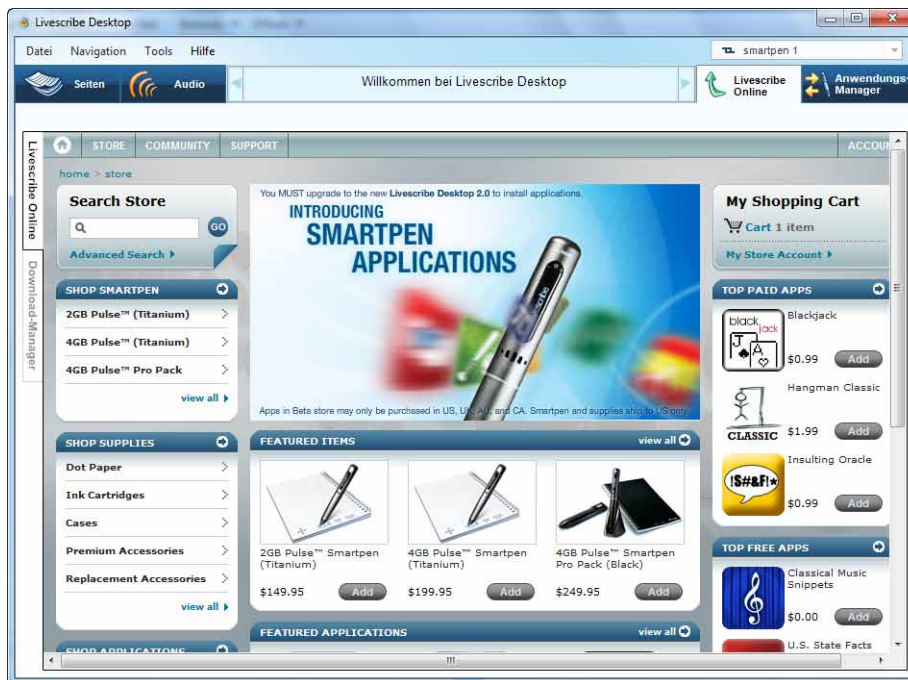 Livescribe Desktop
Datei Navigation Tools Hilfe
smartpen 1
Seiten
Audio
Willkommen bei Livescribe Desktop
Livescribe
Online
Anwendungs-
Manager
Livescribe Online
Download-Manager
STORE COMMUNITY SUPPORT
ACCOU
home > store
Search Store
GO
Advanced Search
SHOP SMARTPEN
2GB Pulse™ (Titanium)
4GB Pulse™ (Titanium)
4GB Pulse™ Pro Pack
view all
SHOP SUPPLIES
Dot Paper
Ink Cartridges
Cases
Premium Accessories
Replacement Accessories
view all
SHOP APPLICATIONS
You MUST upgrade to the new Livescribe Desktop 2.0 to install applications.
INTRODUCING
SMARTPEN
APPLICATIONS
livescribe
Apps in Beta store may only be purchased in US, UK, AU, and CA. Smartpen and supplies ship to US only.
FEATURED ITEMS
view all
2GB Pulse™ Smartpen
(Titanium)
$149.95
Add
4GB Pulse™ Smartpen
(Titanium)
$199.95
Add
4GB Pulse™ Smartpen
Pro Pack (Black)
$249.95
Add
FEATURED APPLICATIONS
view all
My Shopping Cart
Cart 1 item
My Store Account
TOP PAID APPS
black jack
J A
Blackjack
$0.99
Add
CLASSIC
Hangman Classic
$1.99
Add
!S#&F!*
Insulting Oracle
$0.99
Add
TOP FREE APPS
Classical Music
Snippets
$0.00
Add
U.S. State Facts